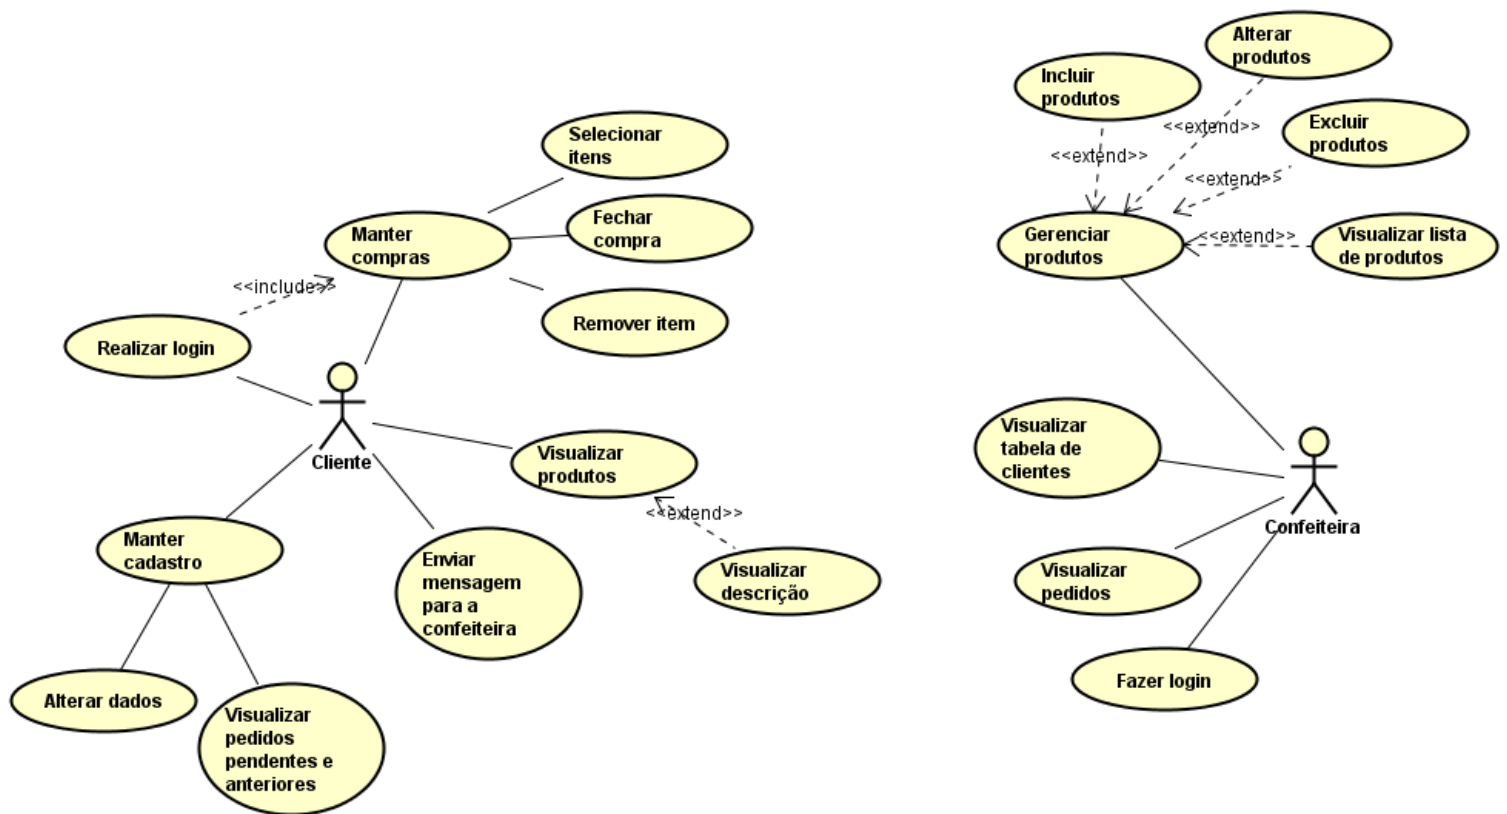 Alterar
produtos
Incluir
produtos
<<extend>>
Excluir
produtos
<<extend>>
<<extend>>
Gerenciar
produtos
<<extend>>
Visualizar lista
de produtos
Selecionar
itens
Fechar
compra
Manter
compras
<<include>>
Remover item
Realizar login
Cliente
Visualizar
produtos
<<extend>>
Visualizar
descrição
Manter
cadastro
Enviar
mensagem
para a
confeiteira
Alterar dados
Visualizar
pedidos
pendentes e
anteriores
Visualizar
tabela de
clientes
Confeiteira
Visualizar
pedidos
Fazer login